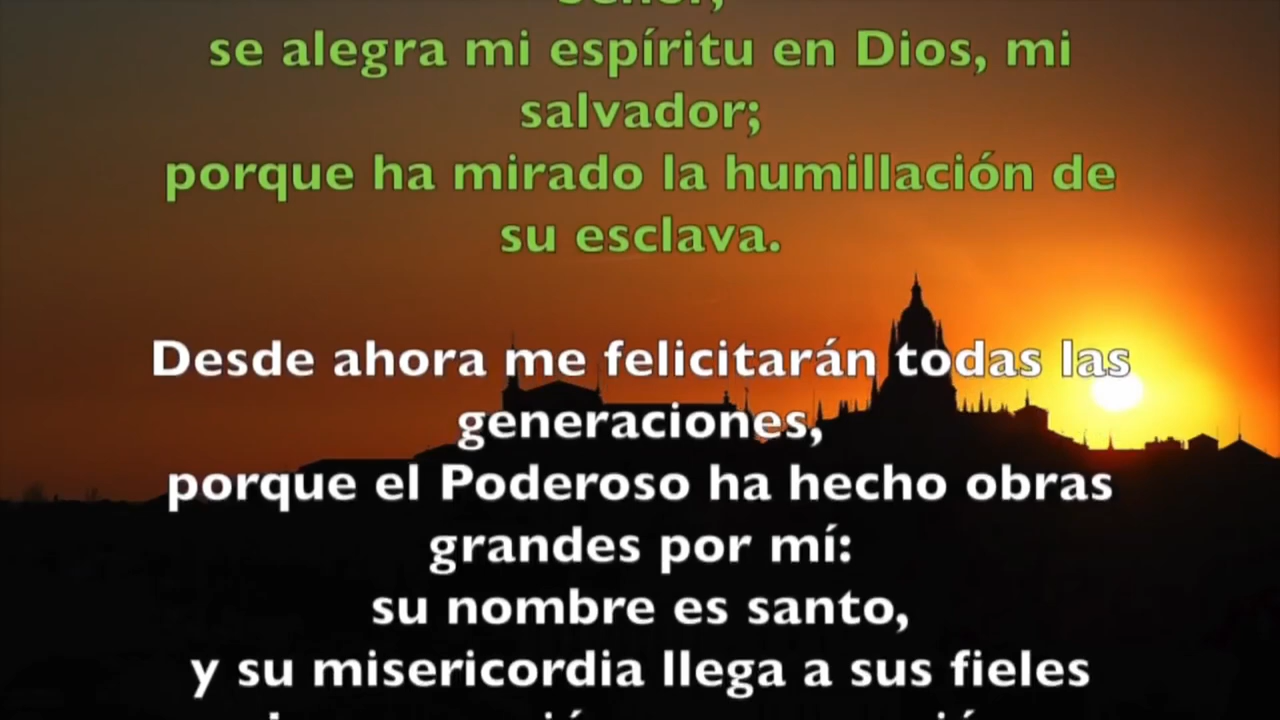 Señor,
se alegra mi espíritu en Dios, mi
salvador;
porque ha mirado la humillación de
su esclava.
Desde ahora me felicitarán todas las
generaciones,
porque el Poderoso ha hecho obras
grandes por mí:
su nombre es santo,
y su misericordia llega a sus fieles